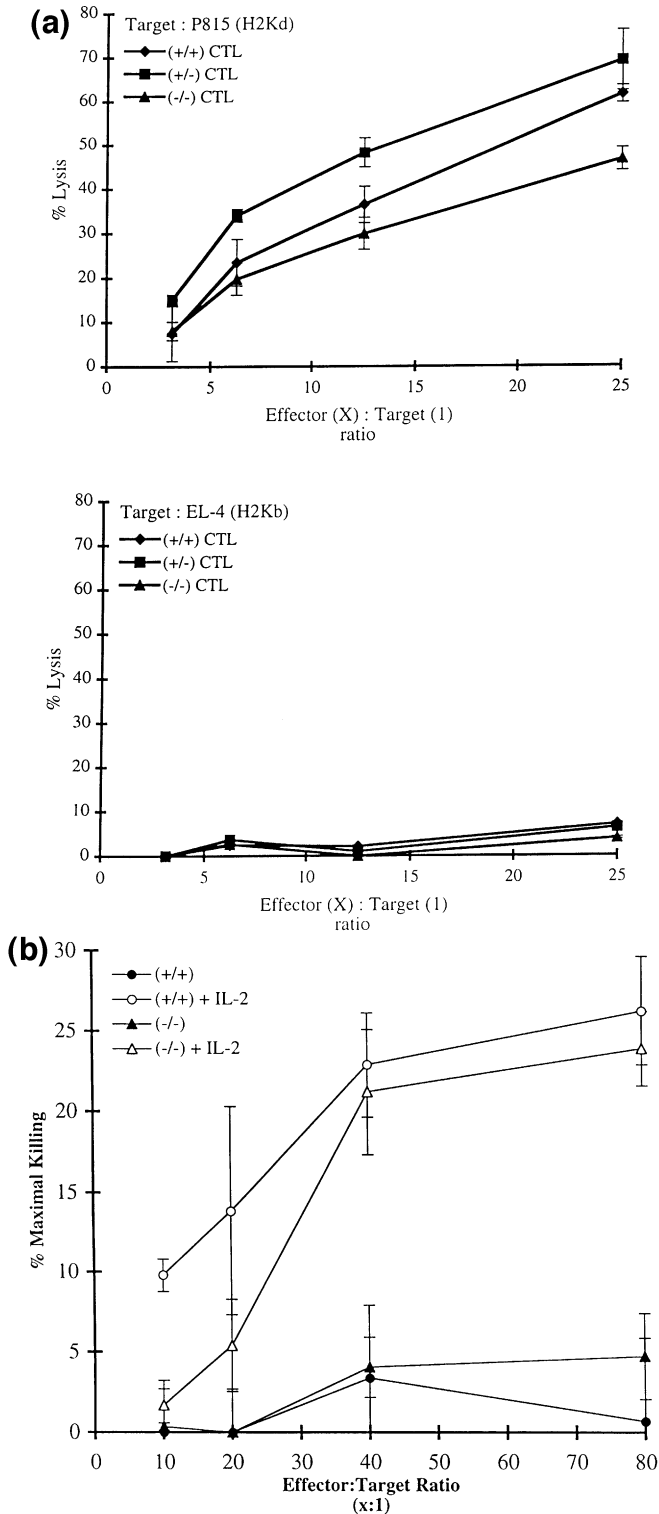 (a)
Target : P815 (H2Kd)
(+/+) CTL
(+/-) CTL
(-/-) CTL
80
70
60
50
40
30
20
10
0
% Lysis
0 5 10 15 20 25
Effector (X) : Target (1)
ratio
Target : EL-4 (H2Kb)
(+/+) CTL
(+/-) CTL
(-/-) CTL
80
70
60
50
40
30
20
10
0
% Lysis
0 5 10 15 20 25
Effector (X) : Target (1)
ratio
(b)
(+/+)
(+/+) + IL-2
(-/-)
(-/-) + IL-2
30
25
20
15
10
5
0
% Maximal Killing
0 10 20 30 40 50 60 70 80
Effector:Target Ratio
(x:1)